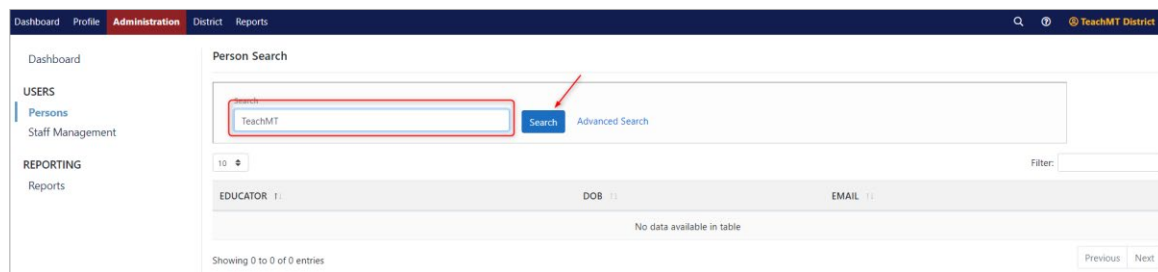 Dashboard Profile Administration District Reports TeachMT District
Dashboard
USERS
Persons
Staff Management
REPORTING
Reports
Person Search
Search
TeachMT
Search Advanced Search
10
Filter:
EDUCATOR DOB EMAIL
No data available in table
Showing 0 to 0 of 0 entries
Previous Next